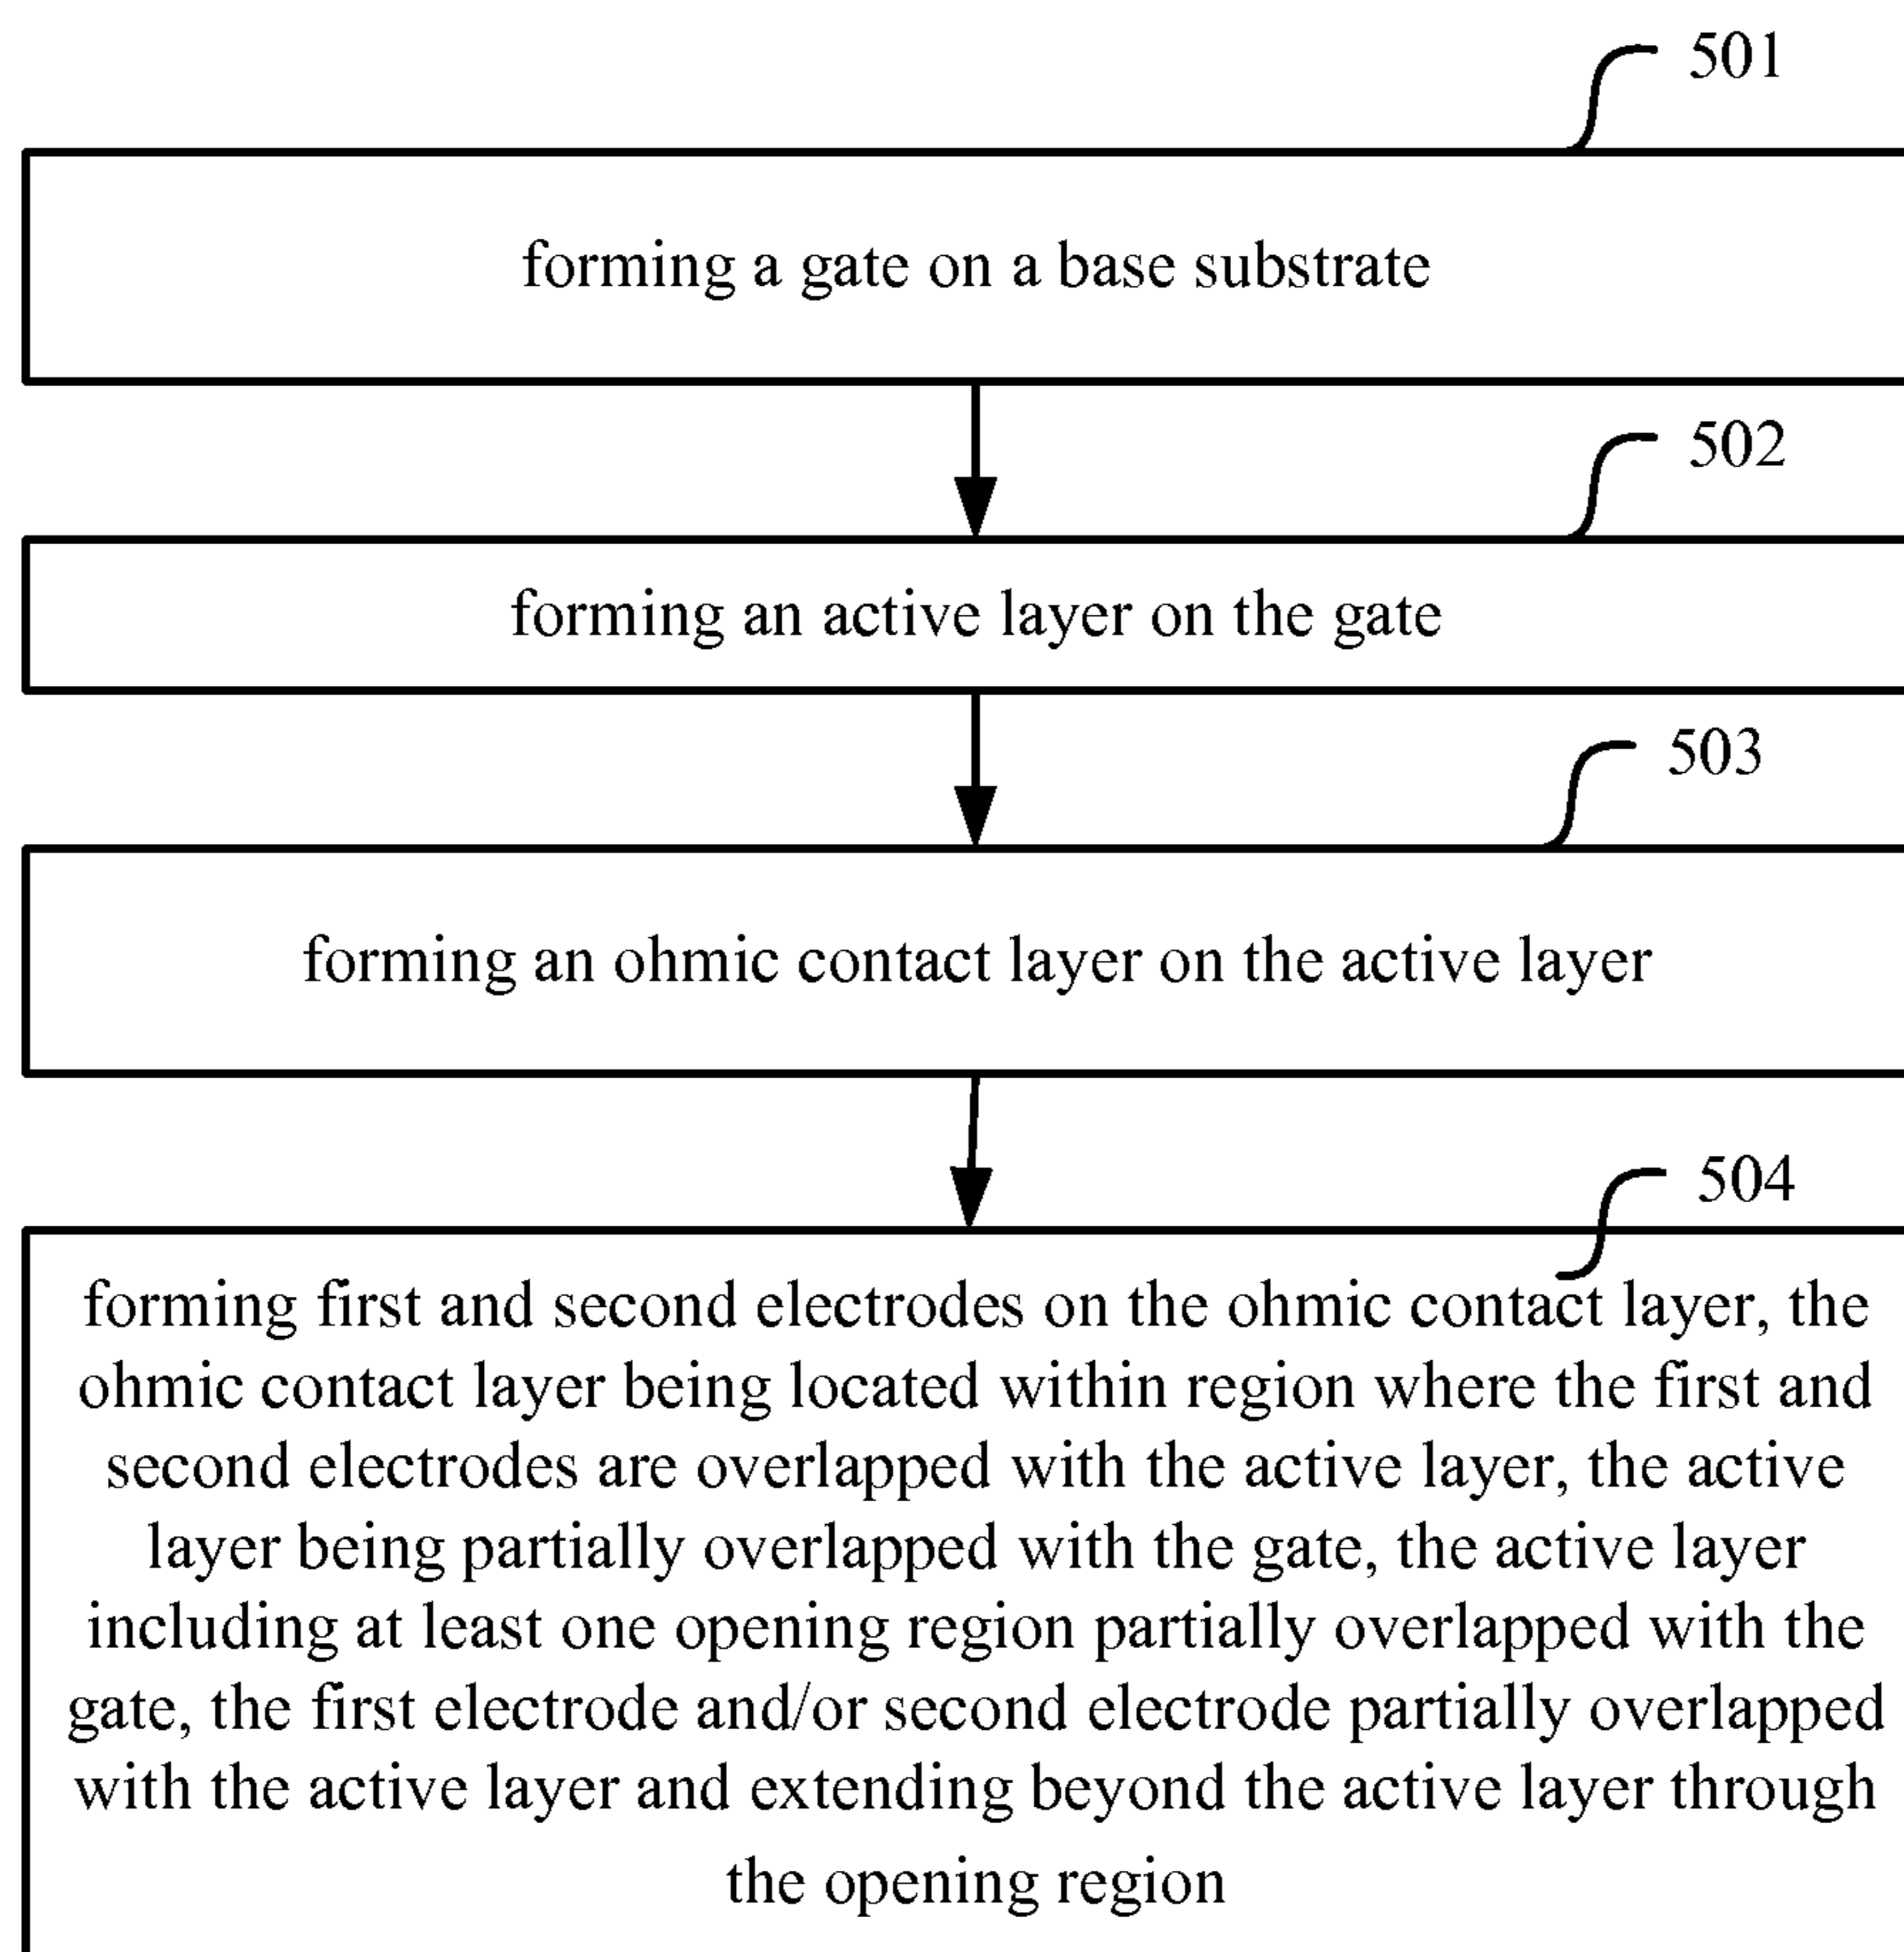 501
forming a gate on a base substrate
502
forming an active layer on the gate
503
forming an ohmic contact layer on the active layer
504
forming first and second electrodes on the ohmic contact layer, the
ohmic contact layer being located within region where the first and
second electrodes are overlapped with the active layer, the active
layer being partially overlapped with the gate, the active layer
including at least one opening region partially overlapped with the
gate, the first electrode and/or second electrode partially overlapped
with the active layer and extending beyond the active layer through
the opening region